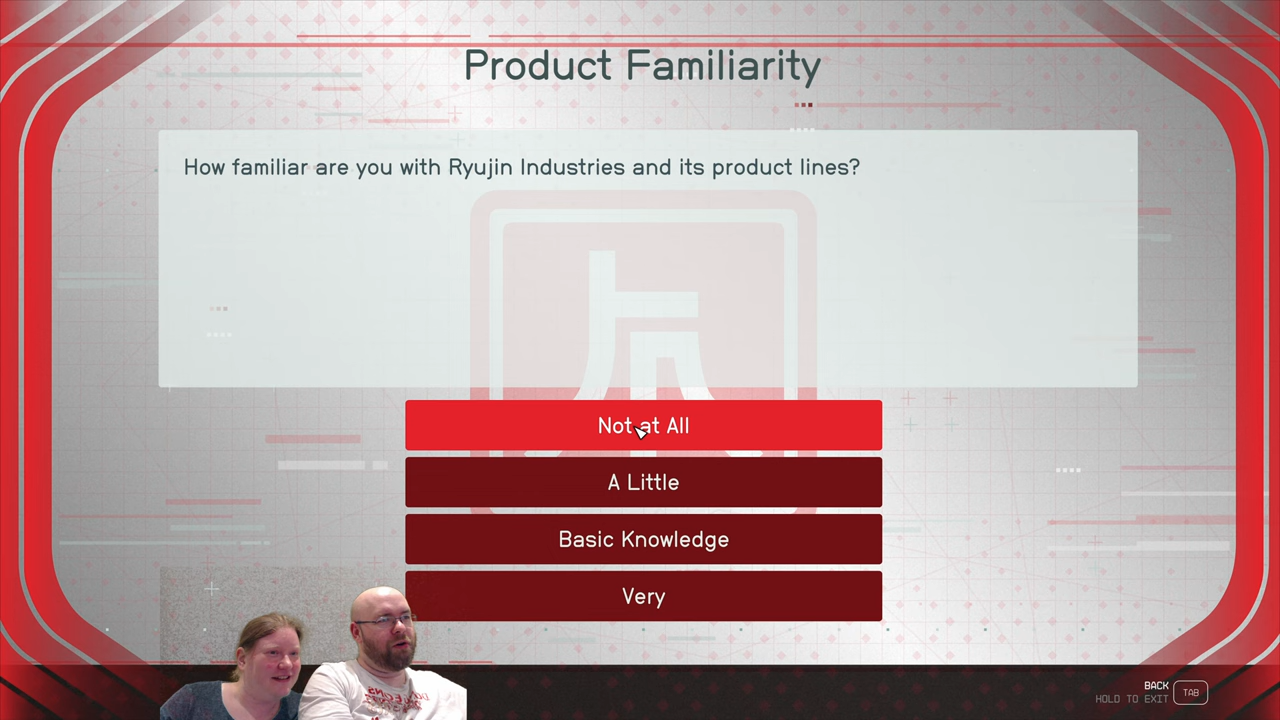 Product Familiarity
How familiar are you with Ryujin Industries and its product lines?
Not at All
A Little
Basic Knowledge
Very
BACK
HOLD TO EXIT
TAB